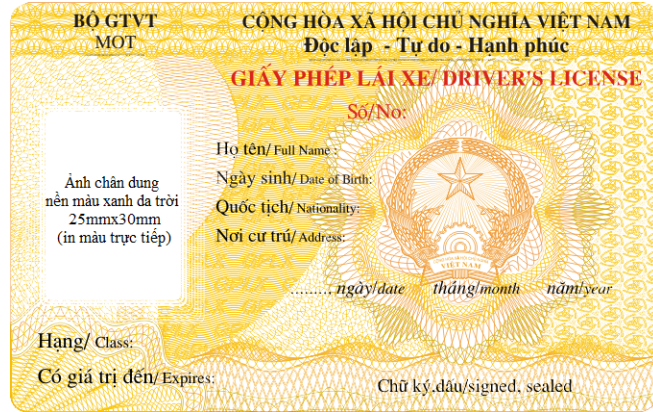 BỘ GTVT
MOT
CỘNG HÒA XÃ HỘI CHỦ NGHĨA VIỆT NAM
Độc lập - Tự do - Hạnh phúc
GIẤY PHÉP LÁI XE/ DRIVER'S LICENSE
Số/No:
Ảnh chân dung
nền màu xanh da trời
25mmx30mm
(in màu trực tiếp)
Họ tên/ Full Name :
Ngày sinh/ Date of Birth:
Quốc tịch/ Nationality:
Nơi cư trú/ Address:
VIỆT NAM
......... ngày/date tháng/month năm/year
Hạng/ Class:
Có giá trị đến/ Expires:
Chữ ký.dâu/signed, sealed